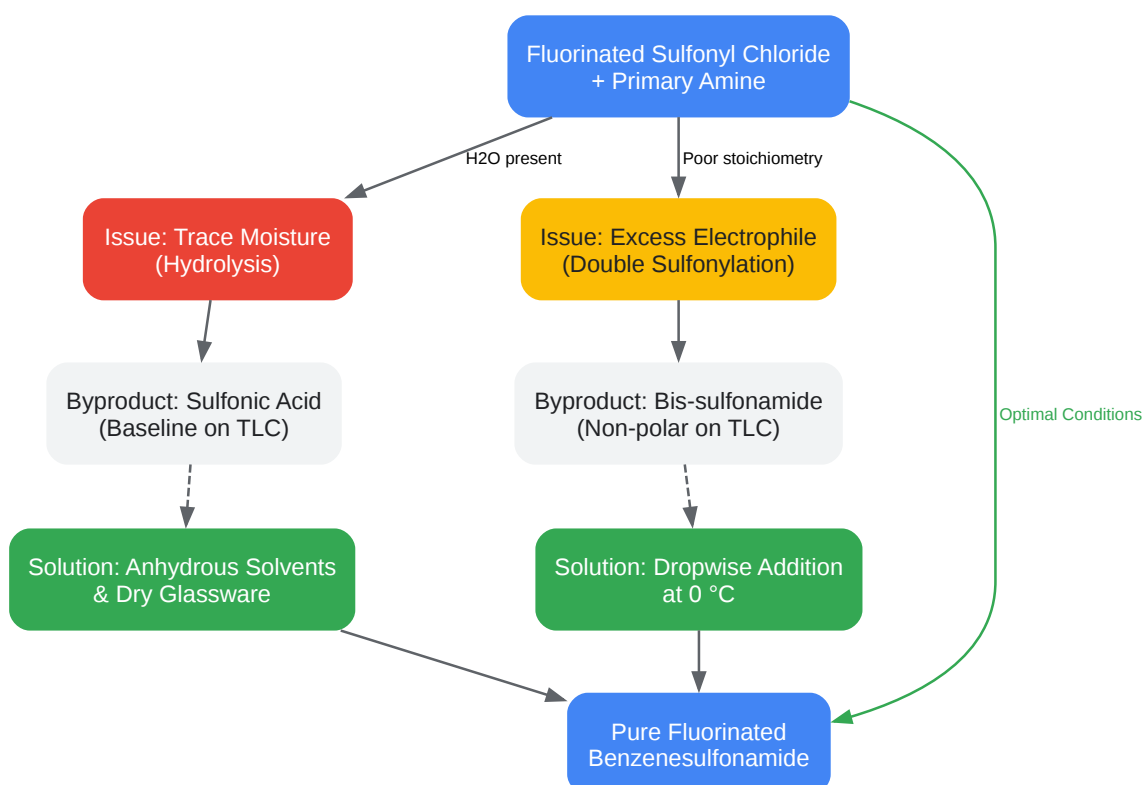 Fluorinated Sulfonyl Chloride
+ Primary Amine
H2O present
Poor stoichiometry
Issue: Trace Moisture
(Hydrolysis)
Issue: Excess Electrophile
(Double Sulfonylation)
Byproduct: Sulfonic Acid
(Baseline on TLC)
Byproduct: Bis-sulfonamide
(Non-polar on TLC)
Optimal Conditions
Solution: Anhydrous Solvents
& Dry Glassware
Solution: Dropwise Addition
at 0 °C
Pure Fluorinated
Benzenesulfonamide